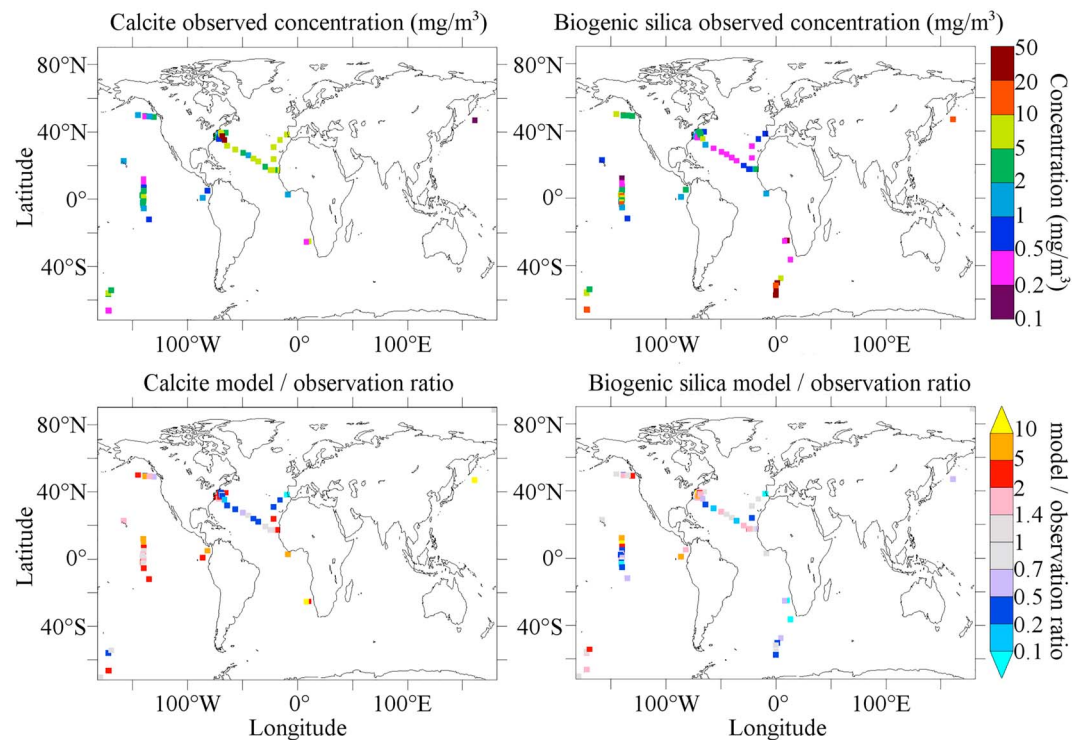 Calcite observed concentration (mg/m³)
Biogenic silica observed concentration (mg/m³)
80°N
40°N
0°
40°S
Latitude
100°W
0°
100°E
100°W
0°
100°E
50
20
10
5
2
1
0.5
0.2
0.1
Concentration (mg/m³)
Calcite model / observation ratio
Biogenic silica model / observation ratio
80°N
40°N
0°
40°S
Latitude
80°N
40°N
0°
40°S
100°W
0°
100°E
Longitude
100°W
0°
100°E
Longitude
10
5
2
1.4
1
0.7
0.5
0.2
0.1
model / observation ratio
80°N
40°N
0°
40°S